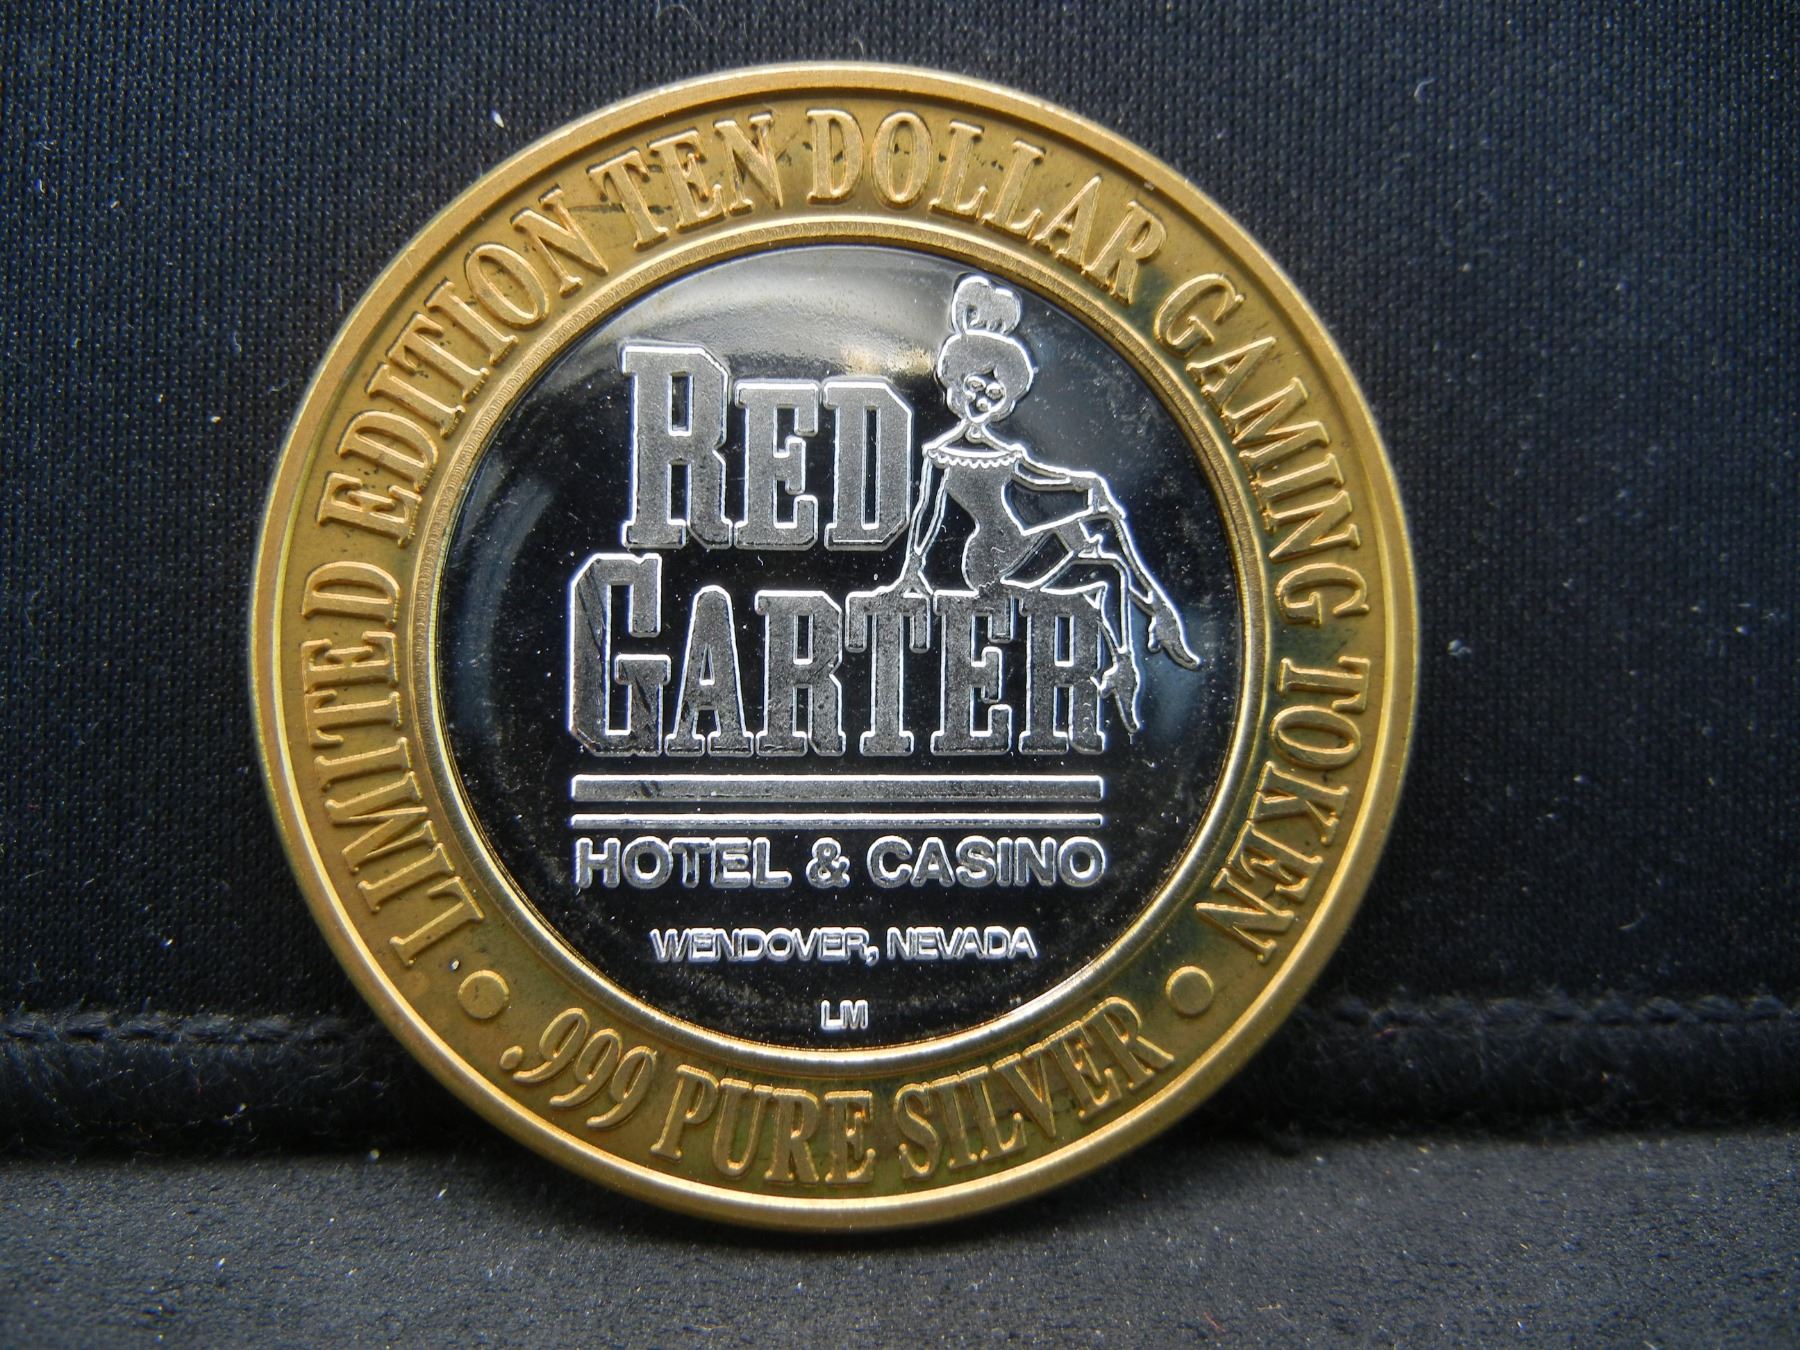 LIMITED EDITION TEN DOLLAR GAMING TOKEN
RED
GARTER
HOTEL & CASINO
WENDOVER, NEVADA
LM
.999 PURE SILVER